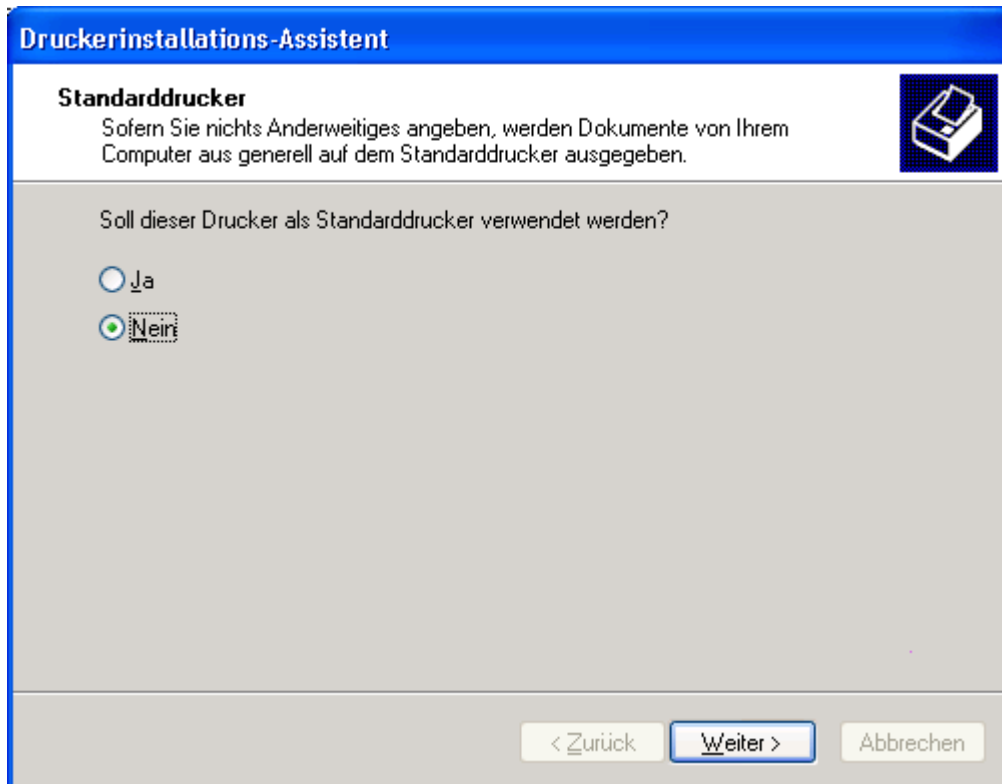 Druckerinstallations-Assistent
Standarddrucker
Sofern Sie nichts Anderweitiges angeben, werden Dokumente von Ihrem
Computer aus generell auf dem Standarddrucker ausgegeben.
Soll dieser Drucker als Standarddrucker verwendet werden?
Ja
Nein
< Zurück Weiter > Abbrechen